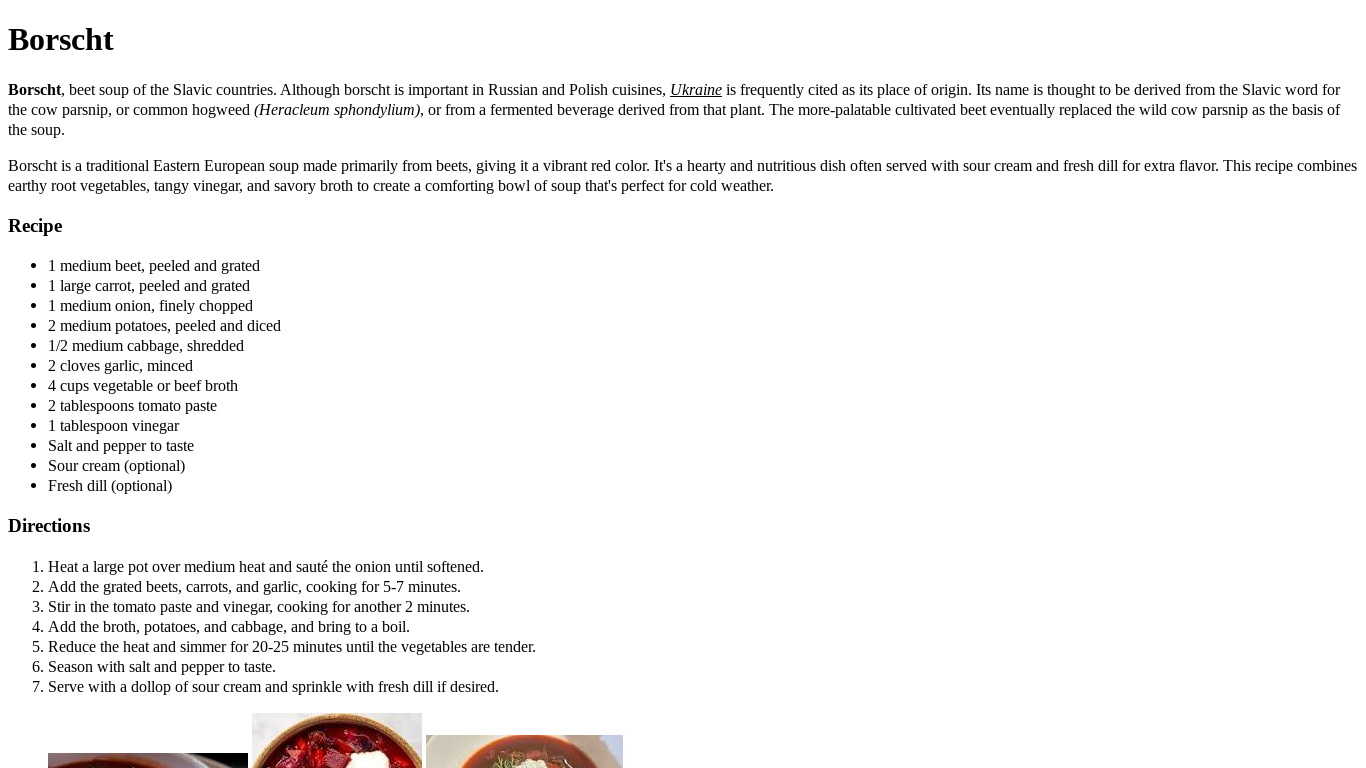 Borscht
Borscht, beet soup of the Slavic countries. Although borscht is important in Russian and Polish cuisines, Ukraine is frequently cited as its place of origin. Its name is thought to be derived from the Slavic word for
the cow parsnip, or common hogweed (Heracleum sphondylium), or from a fermented beverage derived from that plant. The more-palatable cultivated beet eventually replaced the wild cow parsnip as the basis of
the soup.
Borscht is a traditional Eastern European soup made primarily from beets, giving it a vibrant red color. It's a hearty and nutritious dish often served with sour cream and fresh dill for extra flavor. This recipe combines
earthy root vegetables, tangy vinegar, and savory broth to create a comforting bowl of soup that's perfect for cold weather.
Recipe
• 1 medium beet, peeled and grated
• 1 large carrot, peeled and grated
• 1 medium onion, finely chopped
• 2 medium potatoes, peeled and diced
• 1/2 medium cabbage, shredded
• 2 cloves garlic, minced
• 4 cups vegetable or beef broth
• 2 tablespoons tomato paste
• 1 tablespoon vinegar
• Salt and pepper to taste
• Sour cream (optional)
• Fresh dill (optional)
Directions
1. Heat a large pot over medium heat and sauté the onion until softened.
2. Add the grated beets, carrots, and garlic, cooking for 5-7 minutes.
3. Stir in the tomato paste and vinegar, cooking for another 2 minutes.
4. Add the broth, potatoes, and cabbage, and bring to a boil.
5. Reduce the heat and simmer for 20-25 minutes until the vegetables are tender.
6. Season with salt and pepper to taste.
7. Serve with a dollop of sour cream and sprinkle with fresh dill if desired.